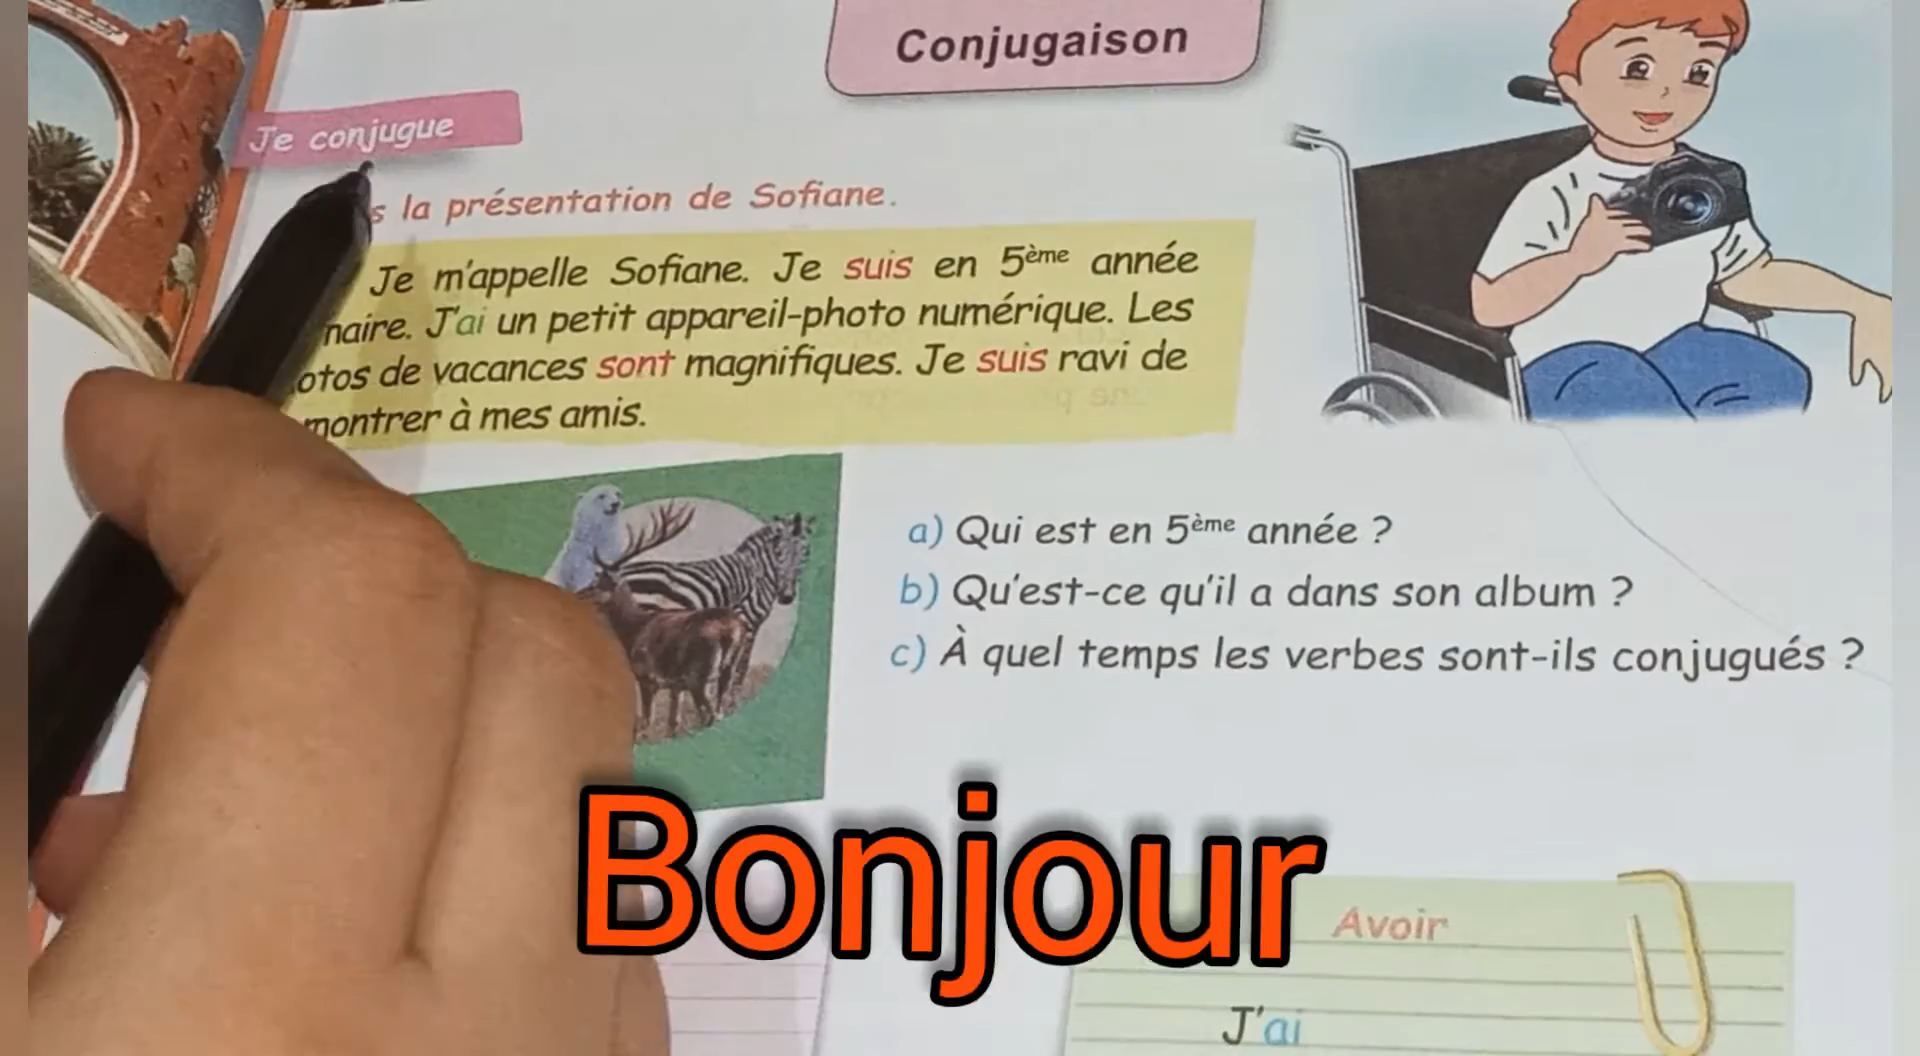 Conjugaison
Je conjugue
la présentation de Sofiane.
Je m'appelle Sofiane. Je suis en 5ème année
naire. J'ai un petit appareil-photo numérique. Les
otos de vacances sont magnifiques. Je suis ravi de
montrer à mes amis.
a) Qui est en 5ème année ?
b) Qu'est-ce qu'il a dans son album ?
c) À quel temps les verbes sont-ils conjugués ?
Bonjour
Avoir
J'ai